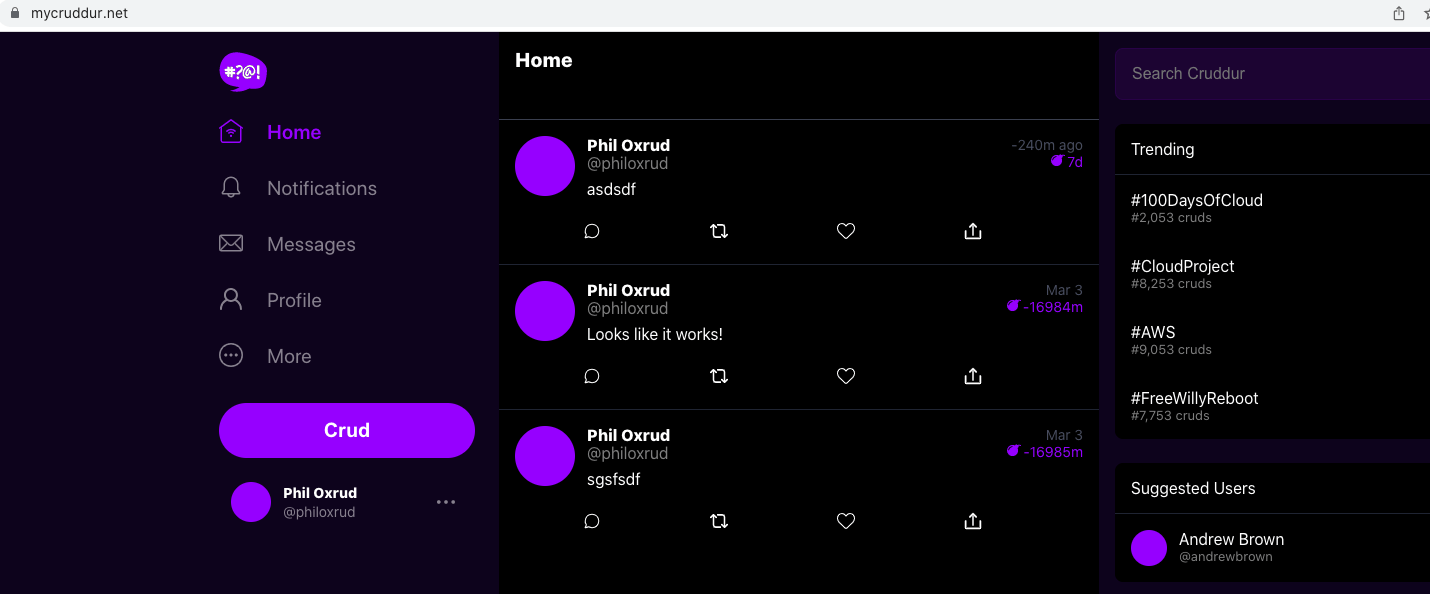 mycruddur.net
#?@!
Home
Notifications
Messages
Profile
More
Crud
Phil Oxrud
@philoxrud
Home
Phil Oxrud
-240m ago
@philoxrud
7d
asdsdf
Phil Oxrud
Mar 3
@philoxrud
-16984m
Looks like it works!
Phil Oxrud
Mar 3
@philoxrud
-16985m
sgsfsdf
Search Cruddur
Trending
#100DaysOfCloud
#2,053 cruds
#CloudProject
#8,253 cruds
#AWS
#9,053 cruds
#FreeWillyReboot
#7,753 cruds
Suggested Users
Andrew Brown
@andrewbrown